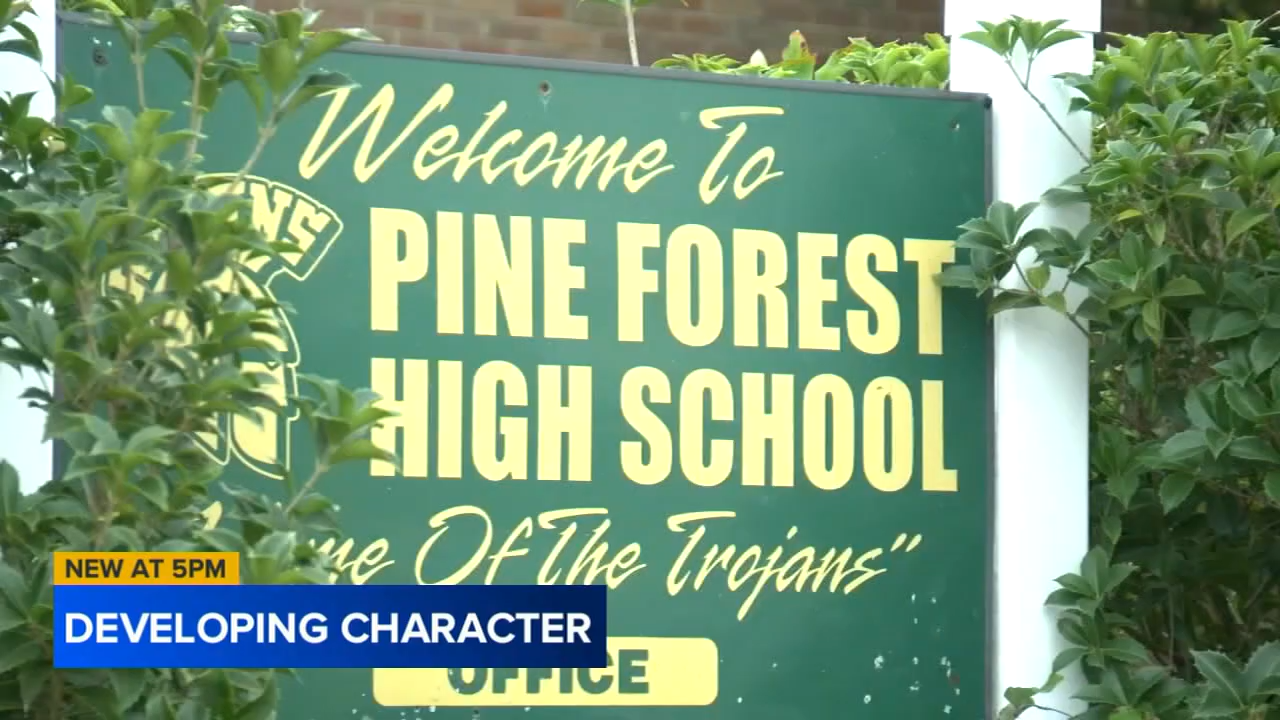 Welcome To
PINE FOREST
HIGH SCHOOL
Of The Trojans"
NEW AT 5PM
DEVELOPING CHARACTER
OFFICE